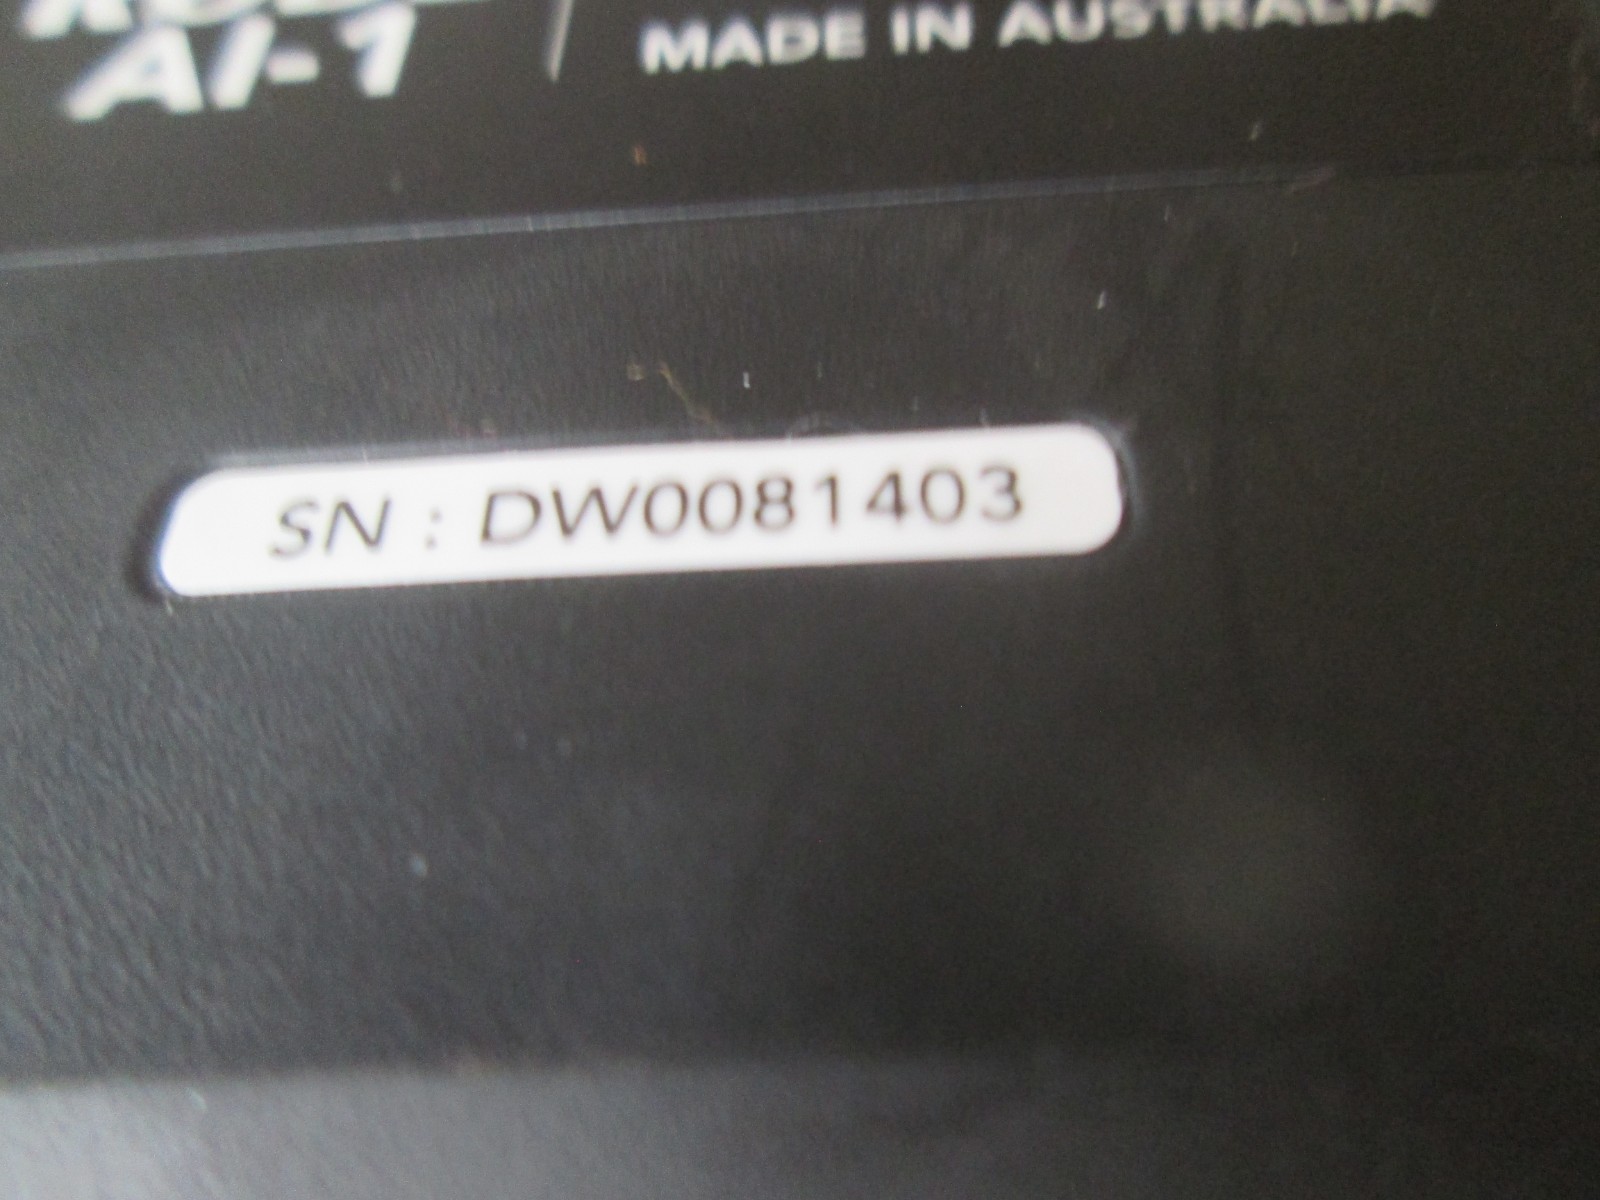 AI-1
MADE IN AUSTRALIA
SN : DW0081403